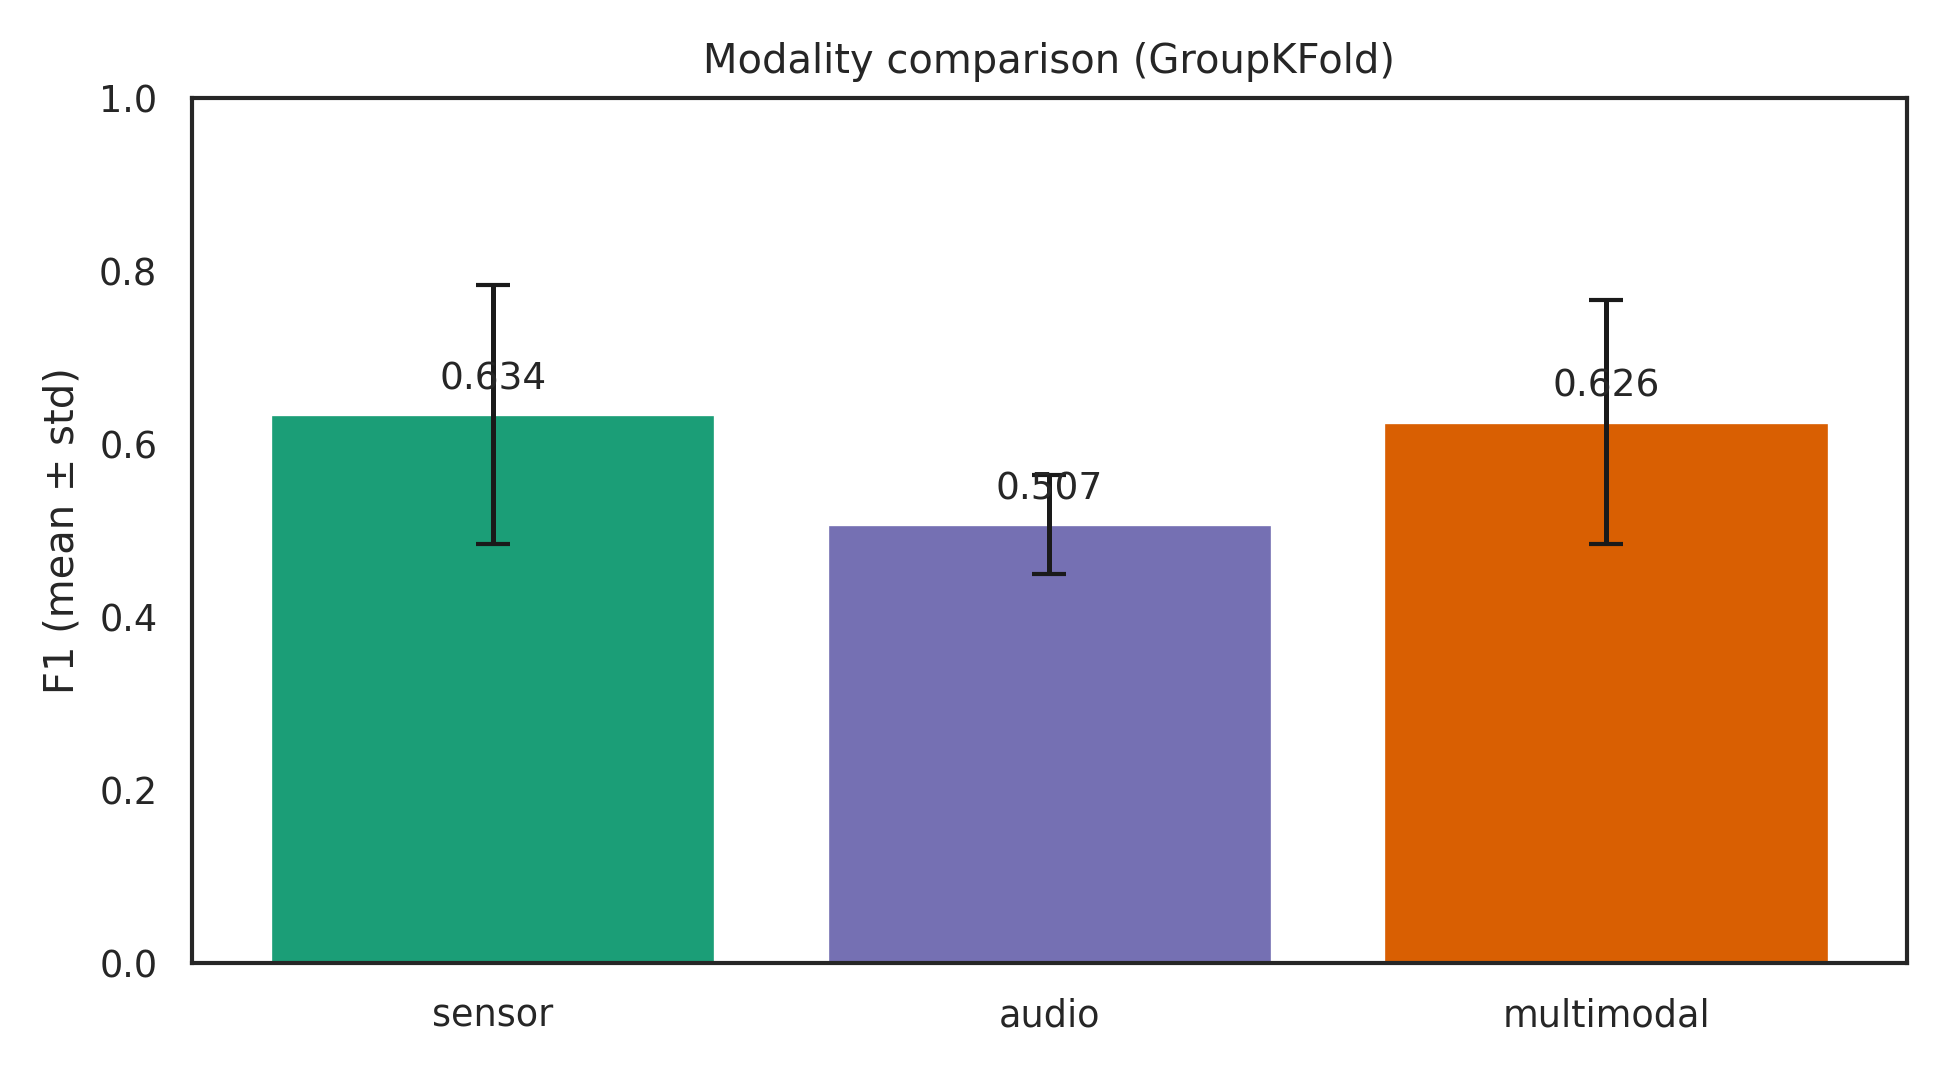 Modality comparison (GroupKFold)
F1 (mean ± std)
1.0
0.8
0.6
0.4
0.2
0.0
0.634
0.507
0.626
sensor
audio
multimodal